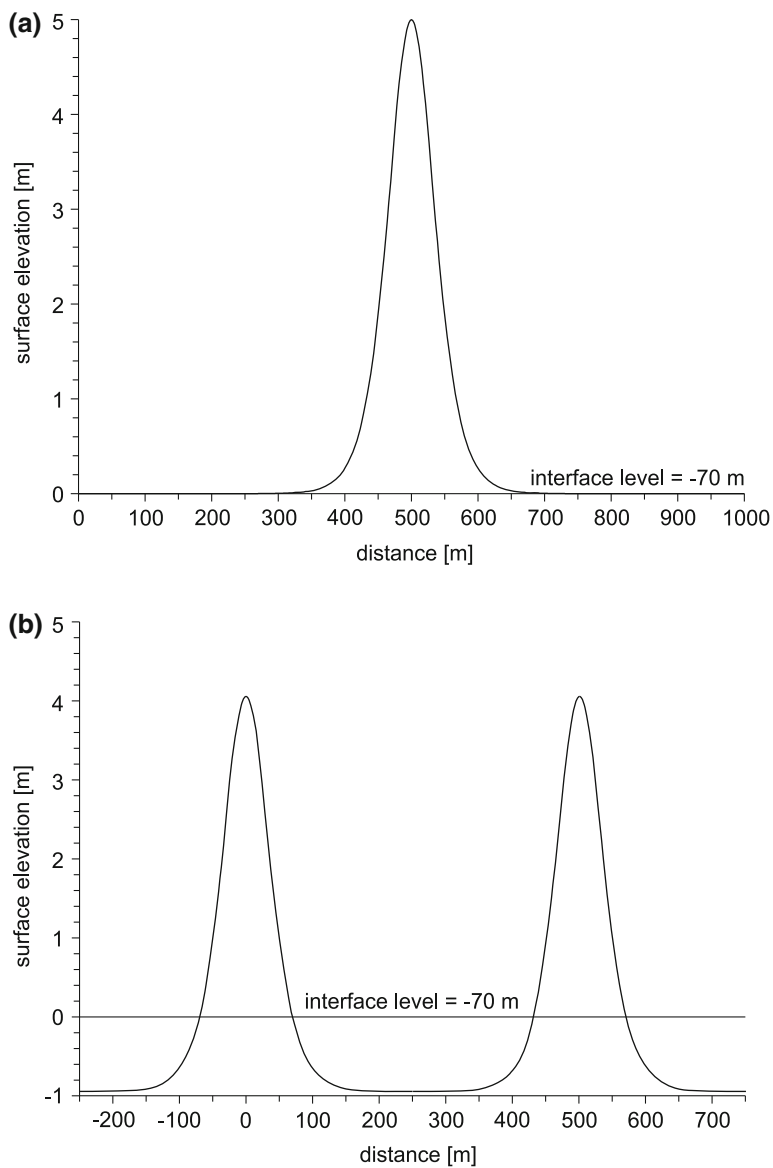 (a)
5
4
3
2
1
0
surface elevation [m]
interface level = -70 m
0 100 200 300 400 500 600 700 800 900 1000
distance [m]
(b)
5
4
3
2
1
0
-1
surface elevation [m]
interface level = -70 m
-200 -100 0 100 200 300 400 500 600 700
distance [m]